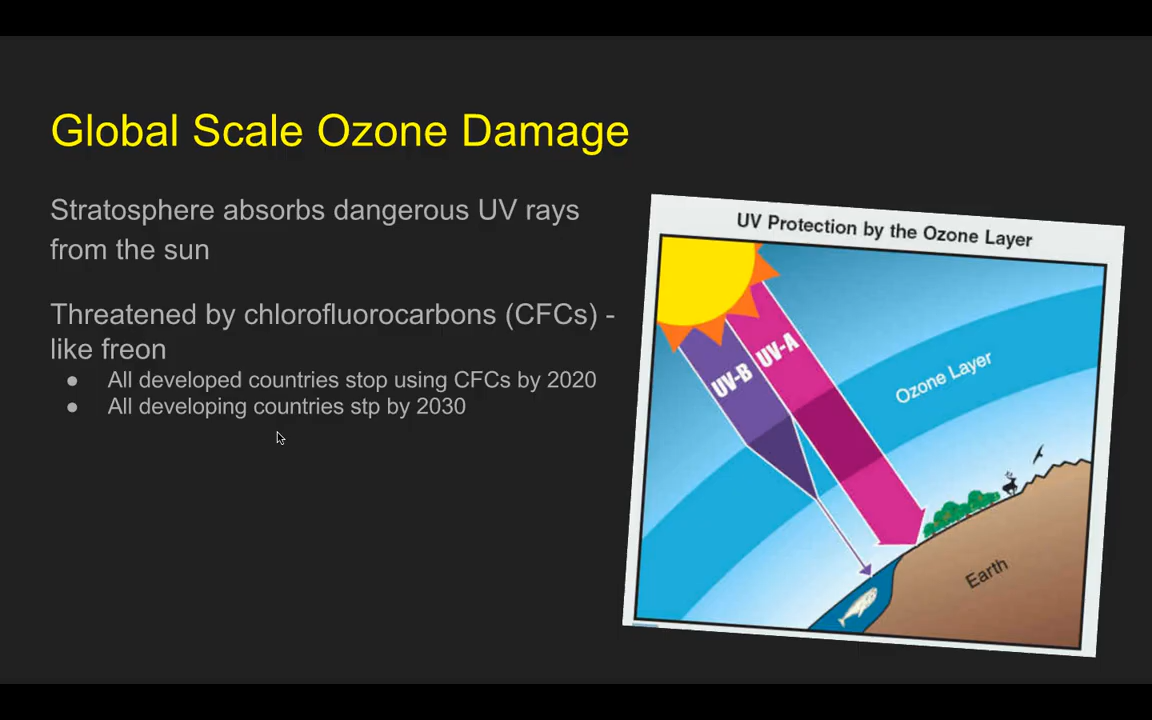 Global Scale Ozone Damage
Stratosphere absorbs dangerous UV rays
from the sun
Threatened by chlorofluorocarbons (CFCs) -
like freon
● All developed countries stop using CFCs by 2020
● All developing countries stp by 2030
UV Protection by the Ozone Layer
UV-B
UV-A
Ozone Layer
Earth